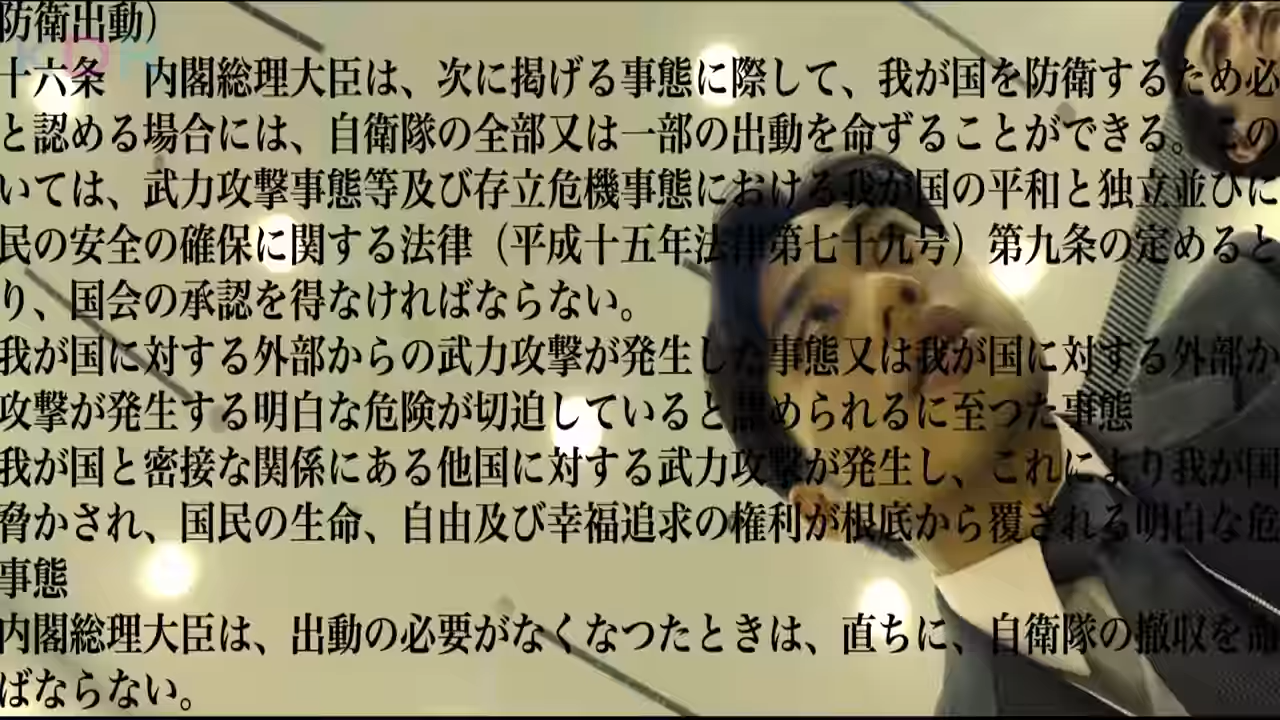 防衛出動）
十六条　内閣総理大臣は、次に掲げる事態に際して、我が国を防衛するため必
と認める場合には、自衛隊の全部又は一部の出動を命ずることができる。この
いては、武力攻撃事態等及び存立危機事態における我が国の平和と独立並びに
民の安全の確保に関する法律（平成十五年法律第七十九号）第九条の定めると
り、国会の承認を得なければならない。
我が国に対する外部からの武力攻撃が発生した事態又は我が国に対する外部か
攻撃が発生する明白な危険が切迫していると認められるに至つた事態
我が国と密接な関係にある他国に対する武力攻撃が発生し、これにより我が国
脅かされ、国民の生命、自由及び幸福追求の権利が根底から覆される明白な危
事態
内閣総理大臣は、出動の必要がなくなつたときは、直ちに、自衛隊の撤収を命
ばならない。